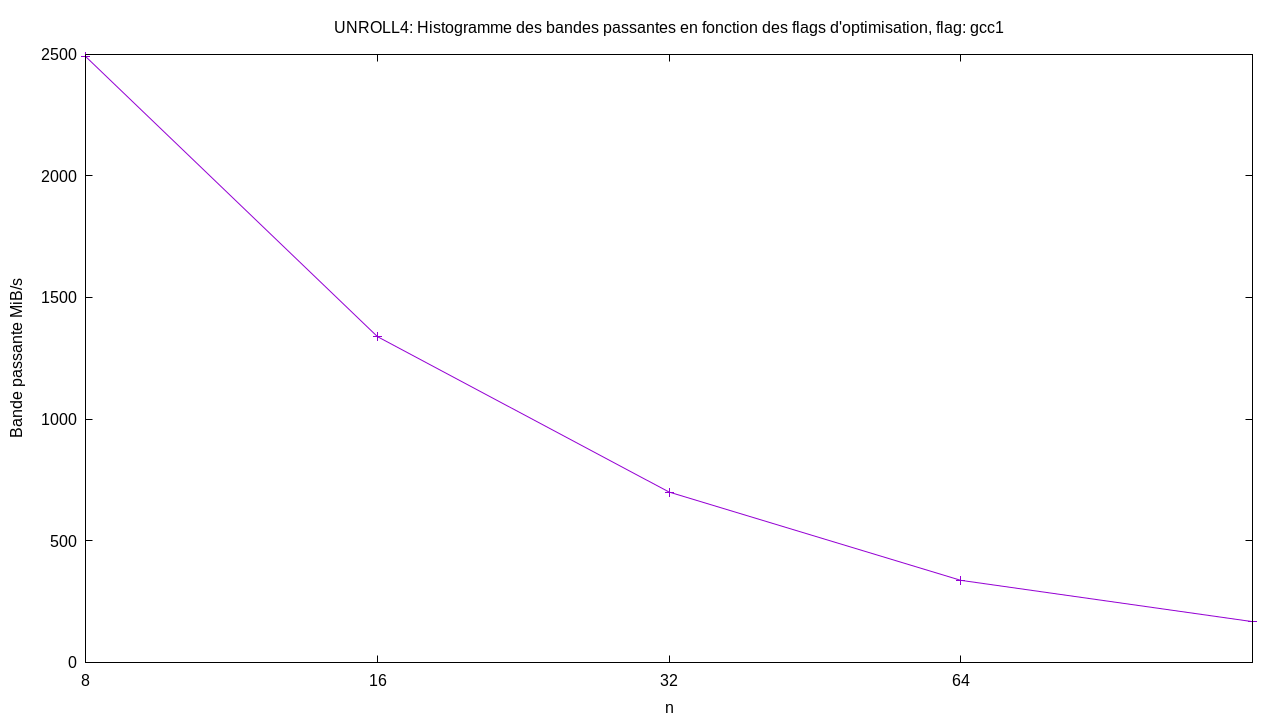 UNROLL4: Histogramme des bandes passantes en fonction des flags d'optimisation, flag: gcc1
2500
2000
1500
1000
500
0
Bande passante MiB/s
8 16 32 64
n